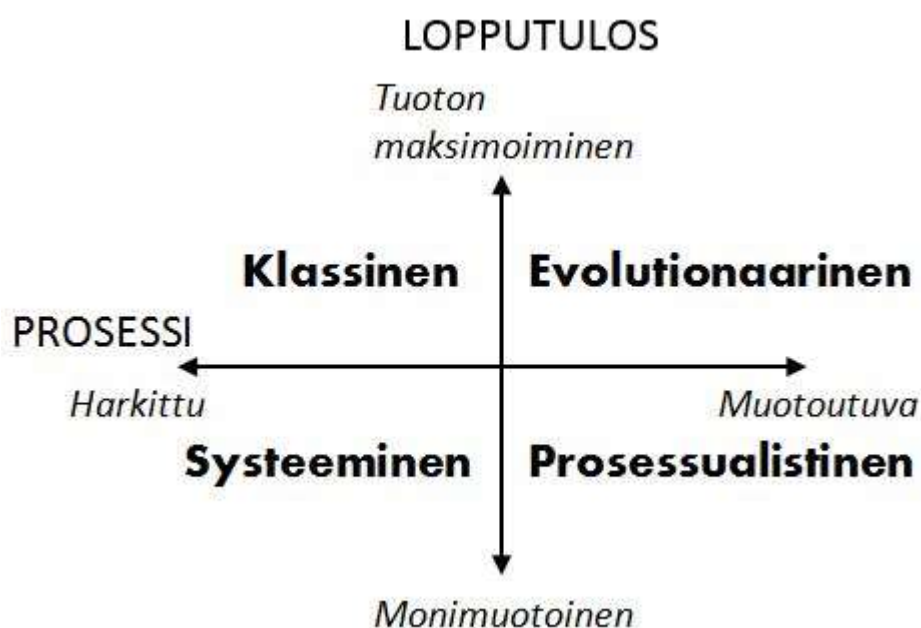 LOPPUTULOS
Tuoton
maksimoiminen
Klassinen
Evolutionaarinen
PROSESSI
Harkittu
Muotoutuva
Systeeminen
Prosessualistinen
Monimuotoinen